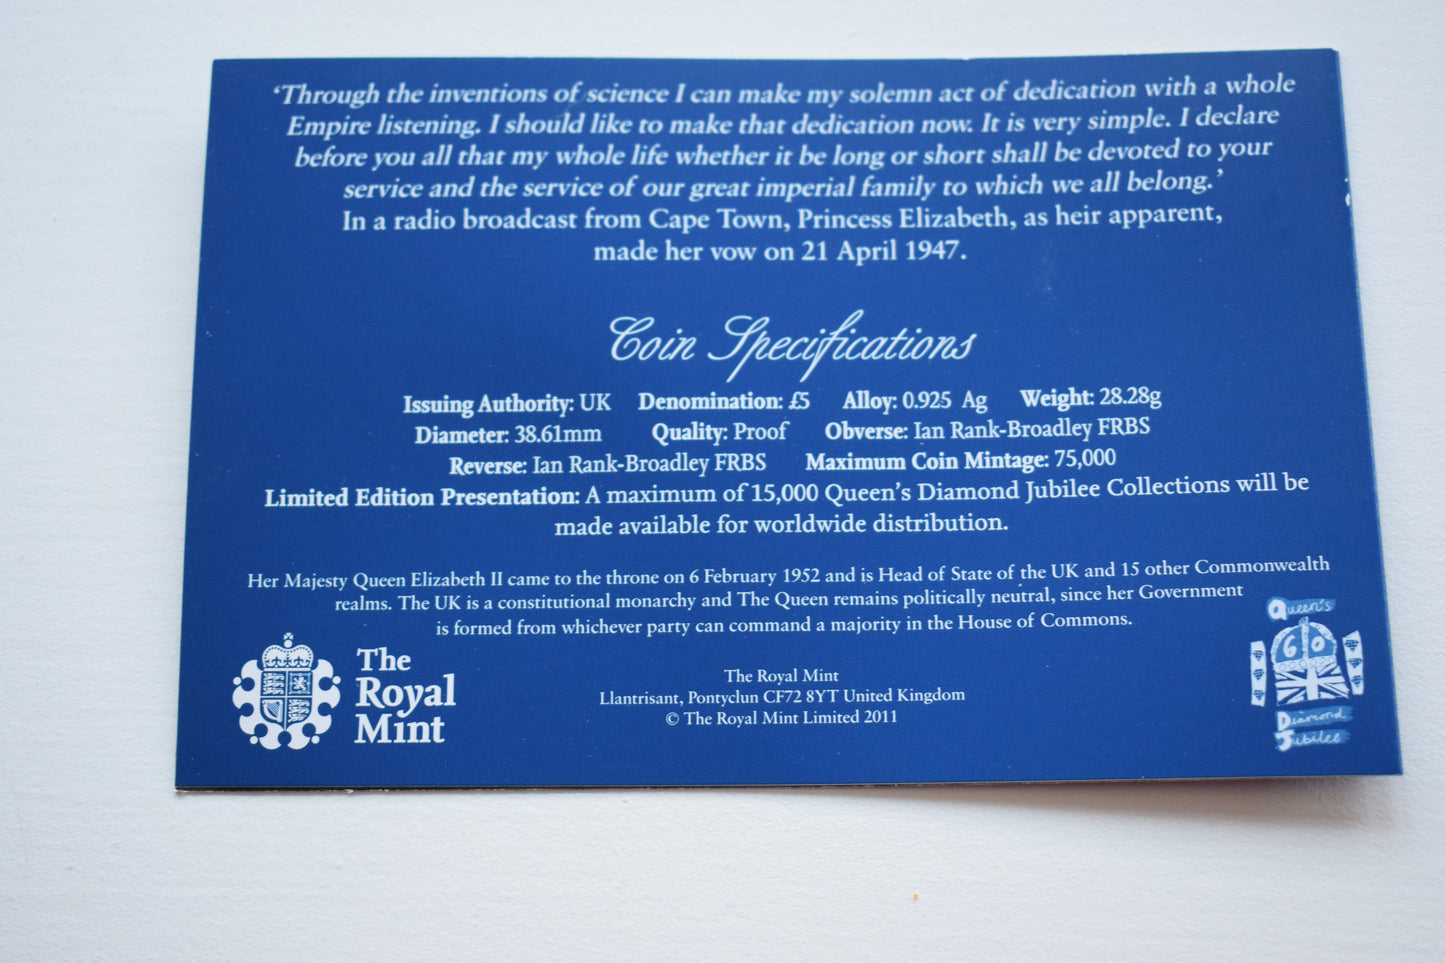 ‘Through the inventions of science I can make my solemn act of dedication with a whole
Empire listening. I should like to make that dedication now. It is very simple. I declare
before you all that my whole life whether it be long or short shall be devoted to your
service and the service of our great imperial family to which we all belong.’
In a radio broadcast from Cape Town, Princess Elizabeth, as heir apparent,
made her vow on 21 April 1947.
Coin Specifications
Issuing Authority: UK Denomination: £5 Alloy: 0.925 Ag Weight: 28.28g
Diameter: 38.61mm Quality: Proof Obverse: Ian Rank-Broadley FRBS
Reverse: Ian Rank-Broadley FRBS Maximum Coin Mintage: 75,000
Limited Edition Presentation: A maximum of 15,000 Queen’s Diamond Jubilee Collections will be
made available for worldwide distribution.
Her Majesty Queen Elizabeth II came to the throne on 6 February 1952 and is Head of State of the UK and 15 other Commonwealth
realms. The UK is a constitutional monarchy and The Queen remains politically neutral, since her Government
is formed from whichever party can command a majority in the House of Commons.
The
Royal
Mint
The Royal Mint
Llantrisant, Pontyclun CF72 8YT United Kingdom
© The Royal Mint Limited 2011
Queen's
60
Diamond
Jubilee